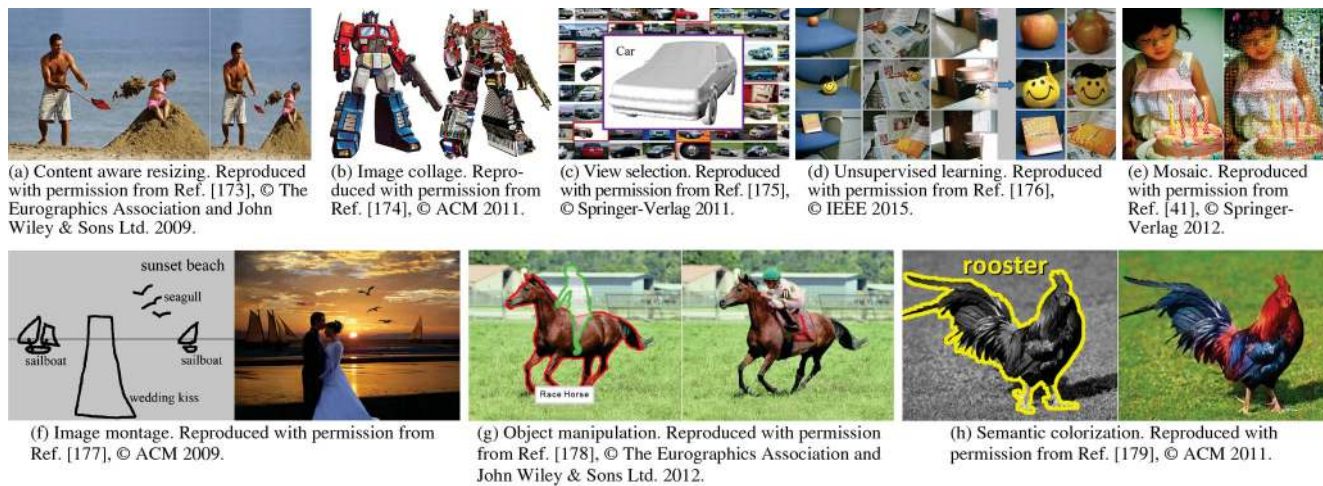 Car
(a) Content aware resizing. Reproduced
with permission from Ref. [173], © The
Eurographics Association and John
Wiley & Sons Ltd. 2009.
(b) Image collage. Repro-
duced with permission from
Ref. [174], © ACM 2011.
(c) View selection. Reproduced
with permission from Ref. [175],
© Springer-Verlag 2011.
(d) Unsupervised learning. Reproduced
with permission from Ref. [176],
© IEEE 2015.
(e) Mosaic. Reproduced
with permission from
Ref. [41], © Springer-
Verlag 2012.
sunset beach
seagull
sailboat
sailboat
wedding kiss
Race Horse
rooster
(f) Image montage. Reproduced with permission from
Ref. [177], © ACM 2009.
(g) Object manipulation. Reproduced with permission
from Ref. [178], © The Eurographics Association and
John Wiley & Sons Ltd. 2012.
(h) Semantic colorization. Reproduced with
permission from Ref. [179], © ACM 2011.